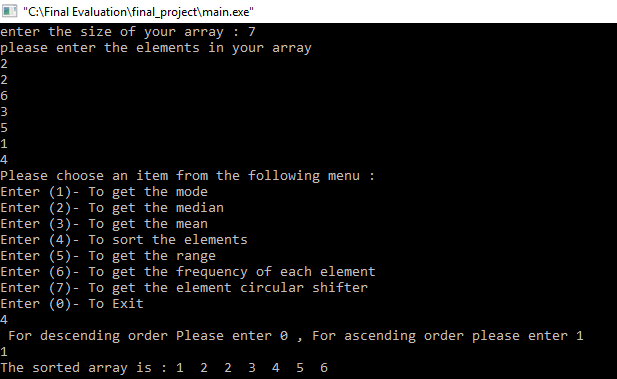 "C:\Final Evaluation\final_project\main.exe"
enter the size of your array : 7
please enter the elements in your array
2
2
6
3
5
1
4
Please choose an item from the following menu :
Enter (1)- To get the mode
Enter (2)- To get the median
Enter (3)- To get the mean
Enter (4)- To sort the elements
Enter (5)- To get the range
Enter (6)- To get the frequency of each element
Enter (7)- To get the element circular shifter
Enter (0)- To Exit
4
 For descending order Please enter 0 , For ascending order please enter 1
1
The sorted array is : 1  2  2  3  4  5  6